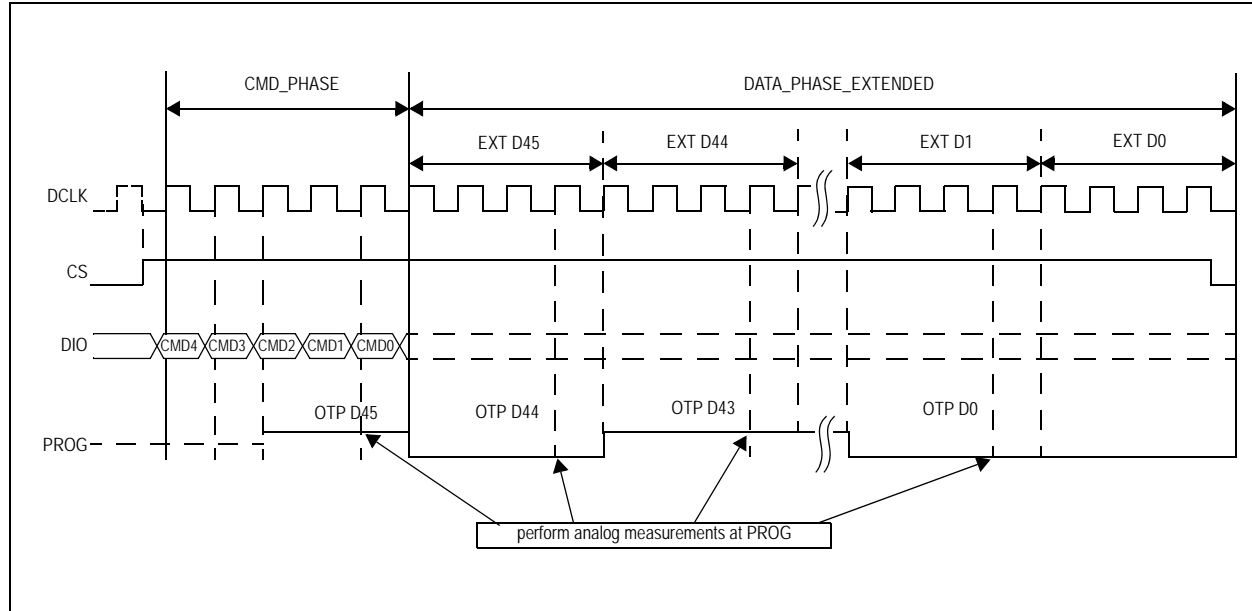 CMD_PHASE DATA_PHASE_EXTENDED
EXT D45 EXT D44 EXT D1 EXT D0
DCLK
CS
DIO CMD4 CMD3 CMD2 CMD1 CMD0
OTP D45 OTP D44 OTP D43 OTP D0
PROG
perform analog measurements at PROG